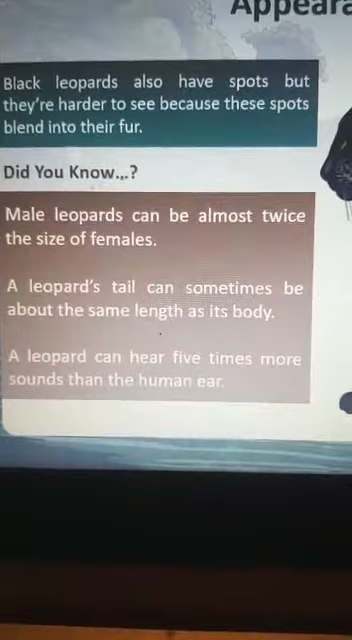 Black leopards also have spots but
they're harder to see because these spots
blend into their fur.
Did You Know...?
Male leopards can be almost twice
the size of females.
A leopard's tail can sometimes be
about the same length as its body.
A leopard can hear five times more
sounds than the human ear.